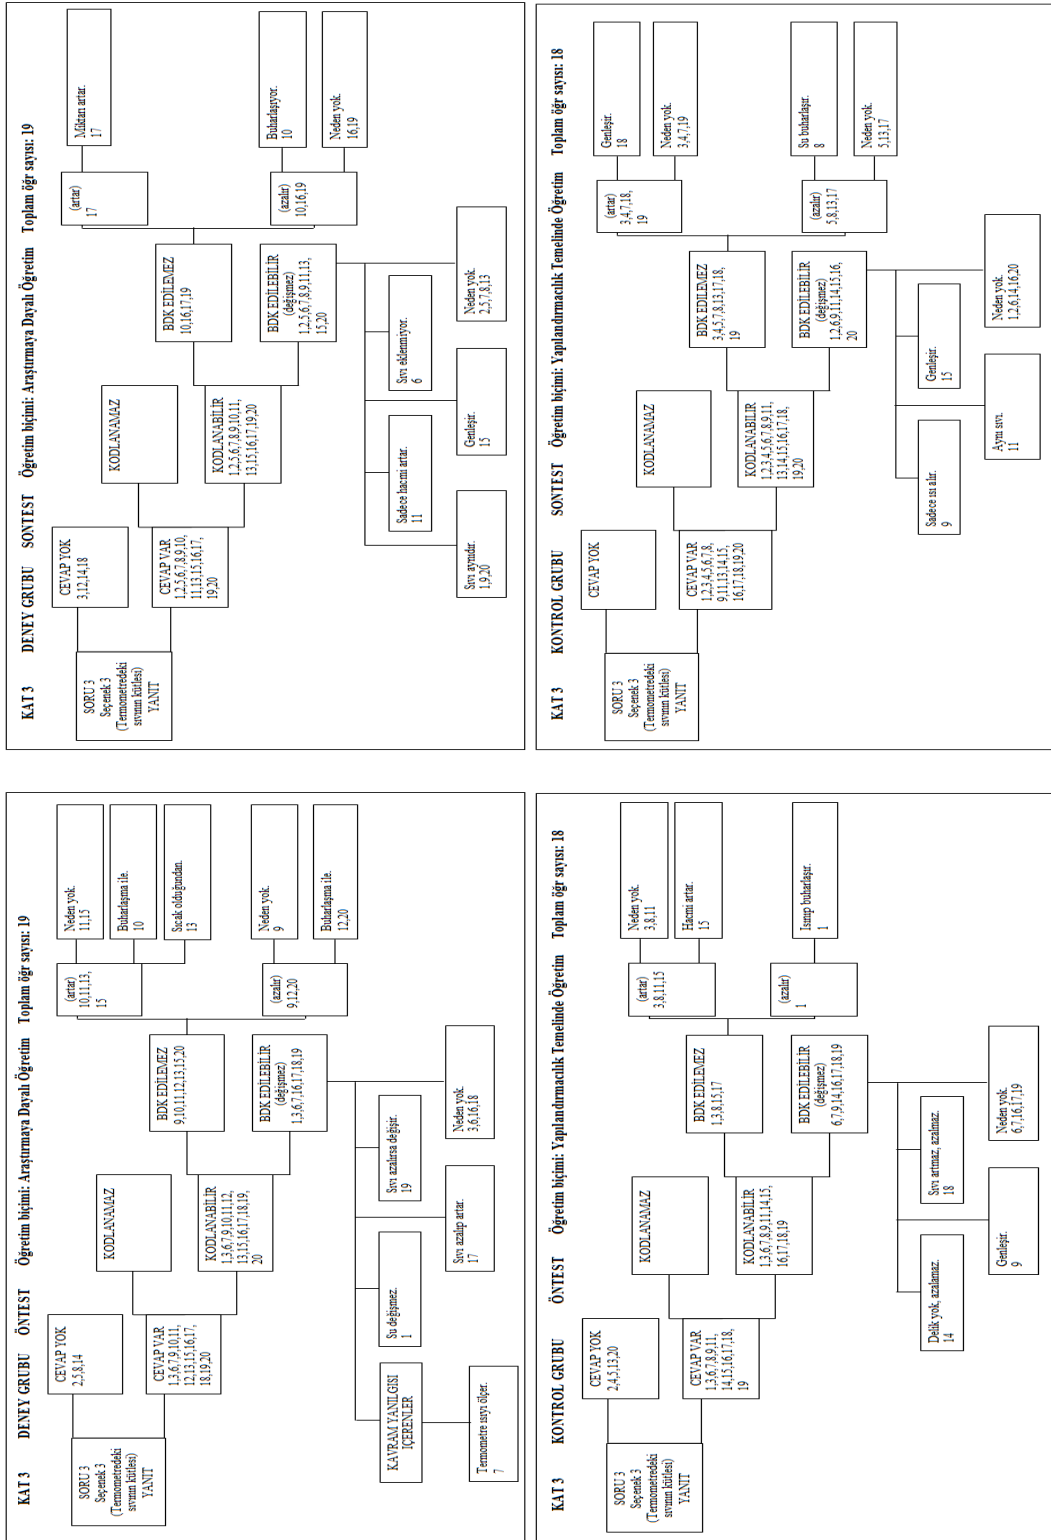 KAT 3 DENEY GRUBU ÖNTEST Öğretim biçimi: Araştırmaya Dayalı Öğretim Toplam öğr sayısı: 19
SORU 3
Seçenek 3
(Termometredeki
sıvının kütlesi)
YANIT
CEVAP YOK
2,5,8,14
CEVAP VAR
1,3,6,7,9,10,11,
12,13,15,16,17,
18,19,20
KODLANAMAZ
KODLANABİLİR
1,3,6,7,9,10,11,12,
13,15,16,17,18,19,
20
BDK EDİLEMEZ
9,10,11,12,13,15,20
BDK EDİLEBİLİR
(değişmez)
1,3,6,7,16,17,18,19
(artar)
10,11,13,
15
(azalır)
9,12,20
Neden yok.
11,15
Buharlaşma ile.
10
Sıcak olduğundan.
13
Neden yok.
9
Buharlaşma ile.
12,20
KAVRAM YANILGISI
İÇERENLER
Termometre ısıyı ölçer.
7
Su değişmez.
1
Sıvı azalıp artar.
17
Sıvı azalırsa değişir.
19
Neden yok.
3,6,16,18
KAT 3 DENEY GRUBU SONTEST Öğretim biçimi: Araştırmaya Dayalı Öğretim Toplam öğr sayısı: 19
SORU 3
Seçenek 3
(Termometredeki
sıvının kütlesi)
YANIT
CEVAP YOK
3,12,14,18
CEVAP VAR
1,2,5,6,7,8,9,10,
11,13,15,16,17,
19,20
KODLANAMAZ
KODLANABİLİR
1,2,5,6,7,8,9,10,11,
13,15,16,17,19,20
BDK EDİLEMEZ
10,16,17,19
BDK EDİLEBİLİR
(değişmez)
1,2,5,6,7,8,9,11,13,
15,20
(artar)
17
(azalır)
10,16,19
Miktarı artar.
17
Buharlaşıyor.
10
Neden yok.
16,19
Sıvı aynıdır.
1,9,20
Sadece hacmi artar.
11
Genleşir.
15
Sıvı eklenmiyor.
6
Neden yok.
2,5,7,8,13
KAT 3 KONTROL GRUBU ÖNTEST Öğretim biçimi: Yapılandırmacılık Temelinde Öğretim Toplam öğr sayısı: 18
SORU 3
Seçenek 3
(Termometredeki
sıvının kütlesi)
YANIT
CEVAP YOK
2,4,5,13,20
CEVAP VAR
1,3,6,7,8,9,11,
14,15,16,17,18,
19
KODLANAMAZ
KODLANABİLİR
1,3,6,7,8,9,11,14,15,
16,17,18,19
BDK EDİLEMEZ
1,3,8,15,17
BDK EDİLEBİLİR
(değişmez)
6,7,9,14,16,17,18,19
(artar)
3,8,11,15
(azalır)
1
Neden yok.
3,8,11
Hacmi artar.
15
Isınıp buharlaşır.
1
Delik yok, azalamaz.
14
Genleşir.
9
Sıvı artmaz, azalmaz.
18
Neden yok.
6,7,16,17,19
KAT 3 KONTROL GRUBU SONTEST Öğretim biçimi: Yapılandırmacılık Temelinde Öğretim Toplam öğr sayısı: 18
SORU 3
Seçenek 3
(Termometredeki
sıvının kütlesi)
YANIT
CEVAP YOK
CEVAP VAR
1,2,3,4,5,6,7,8,
9,11,13,14,15,
16,17,18,19,20
KODLANAMAZ
KODLANABİLİR
1,2,3,4,5,6,7,8,9,11,
13,14,15,16,17,18,
19,20
BDK EDİLEMEZ
3,4,5,7,8,13,17,18,
19
BDK EDİLEBİLİR
(değişmez)
1,2,6,9,11,14,15,16,
20
(artar)
3,4,7,18,
19
(azalır)
5,8,13,17
Genleşir.
18
Neden yok.
3,4,7,19
Su buharlaşır.
8
Neden yok.
5,13,17
Sadece ısı alır.
9
Aynı sıvı.
11
Genleşir.
15
Neden yok.
1,2,6,14,16,20